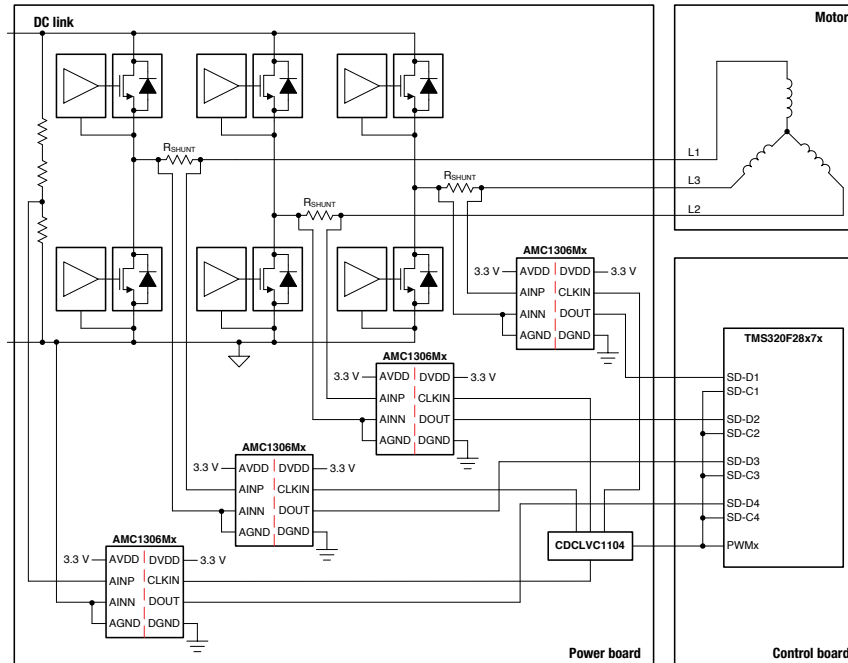 DC link
Motor
R SHUNT
L1
R SHUNT
L3
R SHUNT
L2
AMC1306Mx
3.3 V
AVDD
DVDD
3.3 V
AINP
CLKIN
AINN
DOUT
AGND
DGND
TMS320F28x7x
AMC1306Mx
3.3 V
AVDD
DVDD
3.3 V
AINP
CLKIN
AINN
DOUT
AGND
DGND
SD-D1
SD-C1
SD-D2
SD-C2
SD-D3
SD-C3
SD-D4
SD-C4
PWMx
AMC1306Mx
3.3 V
AVDD
DVDD
3.3 V
AINP
CLKIN
AINN
DOUT
AGND
DGND
CDCLVC1104
AMC1306Mx
3.3 V
AVDD
DVDD
3.3 V
AINP
CLKIN
AINN
DOUT
AGND
DGND
Power board
Control board